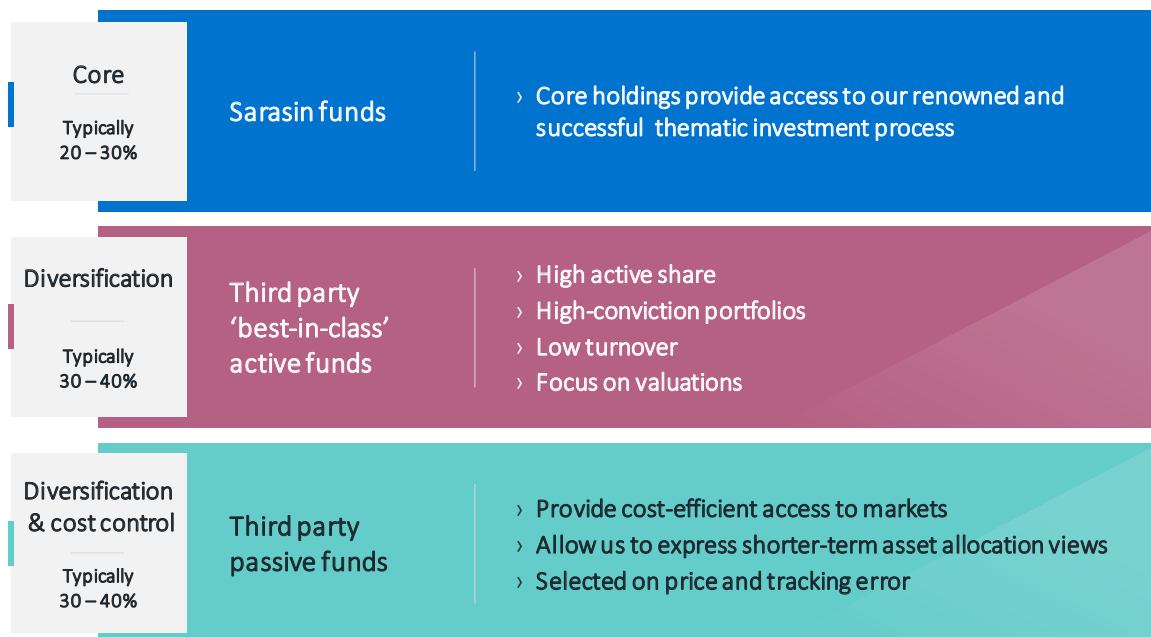 Core
Typically
20 – 30%
Sarasin funds
› Core holdings provide access to our renowned and
successful thematic investment process
Diversification
Typically
30 – 40%
Third party
‘best-in-class’
active funds
› High active share
› High-conviction portfolios
› Low turnover
› Focus on valuations
Diversification
& cost control
Typically
30 – 40%
Third party
passive funds
› Provide cost-efficient access to markets
› Allow us to express shorter-term asset allocation views
› Selected on price and tracking error